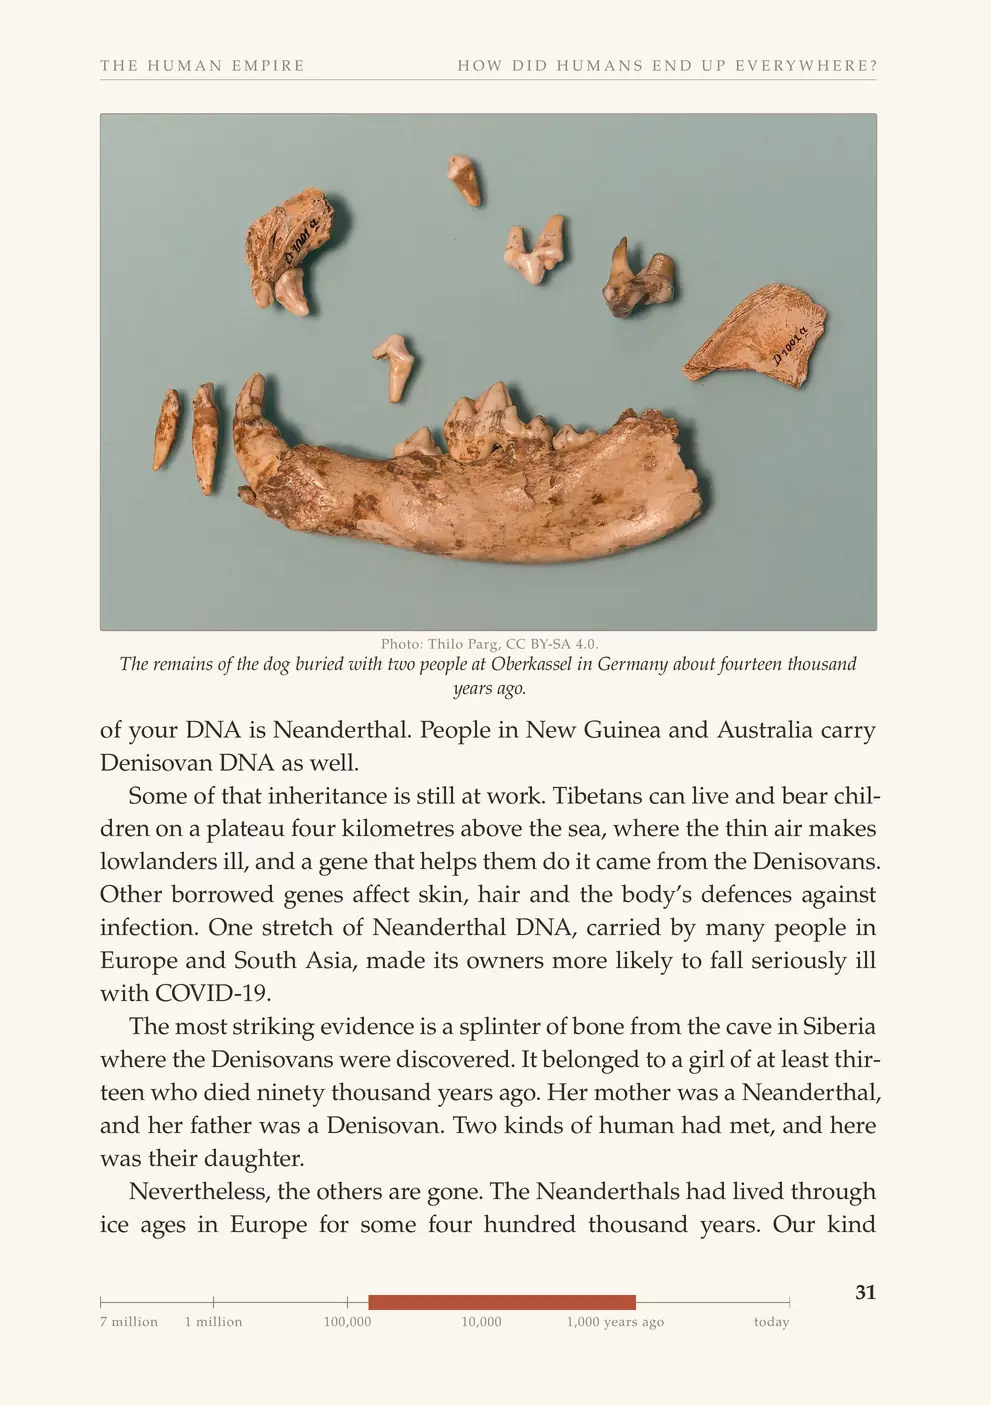 THE HUMAN EMPIRE
HOW DID HUMANS END UP EVERYWHERE?
D1001a
D1001a
Photo: Thilo Parg, CC BY-SA 4.0.
The remains of the dog buried with two people at Oberkassel in Germany about fourteen thousand
years ago.
of your DNA is Neanderthal. People in New Guinea and Australia carry
Denisovan DNA as well.
Some of that inheritance is still at work. Tibetans can live and bear chil-
dren on a plateau four kilometres above the sea, where the thin air makes
lowlanders ill, and a gene that helps them do it came from the Denisovans.
Other borrowed genes affect skin, hair and the body’s defences against
infection. One stretch of Neanderthal DNA, carried by many people in
Europe and South Asia, made its owners more likely to fall seriously ill
with COVID-19.
The most striking evidence is a splinter of bone from the cave in Siberia
where the Denisovans were discovered. It belonged to a girl of at least thir-
teen who died ninety thousand years ago. Her mother was a Neanderthal,
and her father was a Denisovan. Two kinds of human had met, and here
was their daughter.
Nevertheless, the others are gone. The Neanderthals had lived through
ice ages in Europe for some four hundred thousand years. Our kind
31
7 million 1 million 100,000 10,000 1,000 years ago today